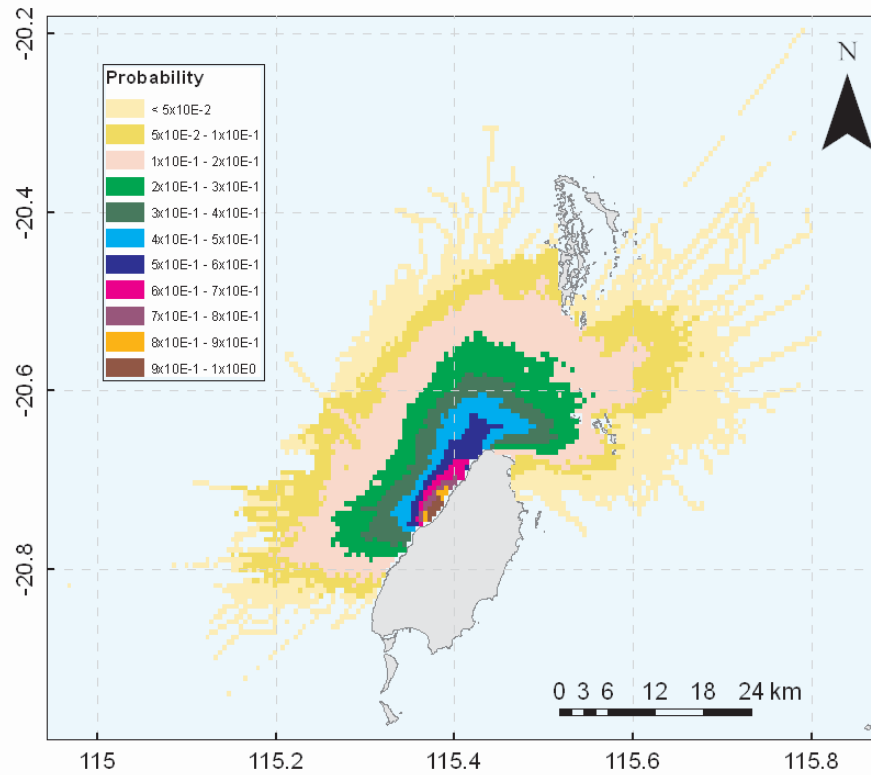 -20.2
-20.4
-20.6
-20.8
Probability
< 5x10E-2
5x10E-2 - 1x10E-1
1x10E-1 - 2x10E-1
2x10E-1 - 3x10E-1
3x10E-1 - 4x10E-1
4x10E-1 - 5x10E-1
5x10E-1 - 6x10E-1
6x10E-1 - 7x10E-1
7x10E-1 - 8x10E-1
8x10E-1 - 9x10E-1
9x10E-1 - 1x10E0
N
0 3 6 12 18 24 km
115 115.2 115.4 115.6 115.8